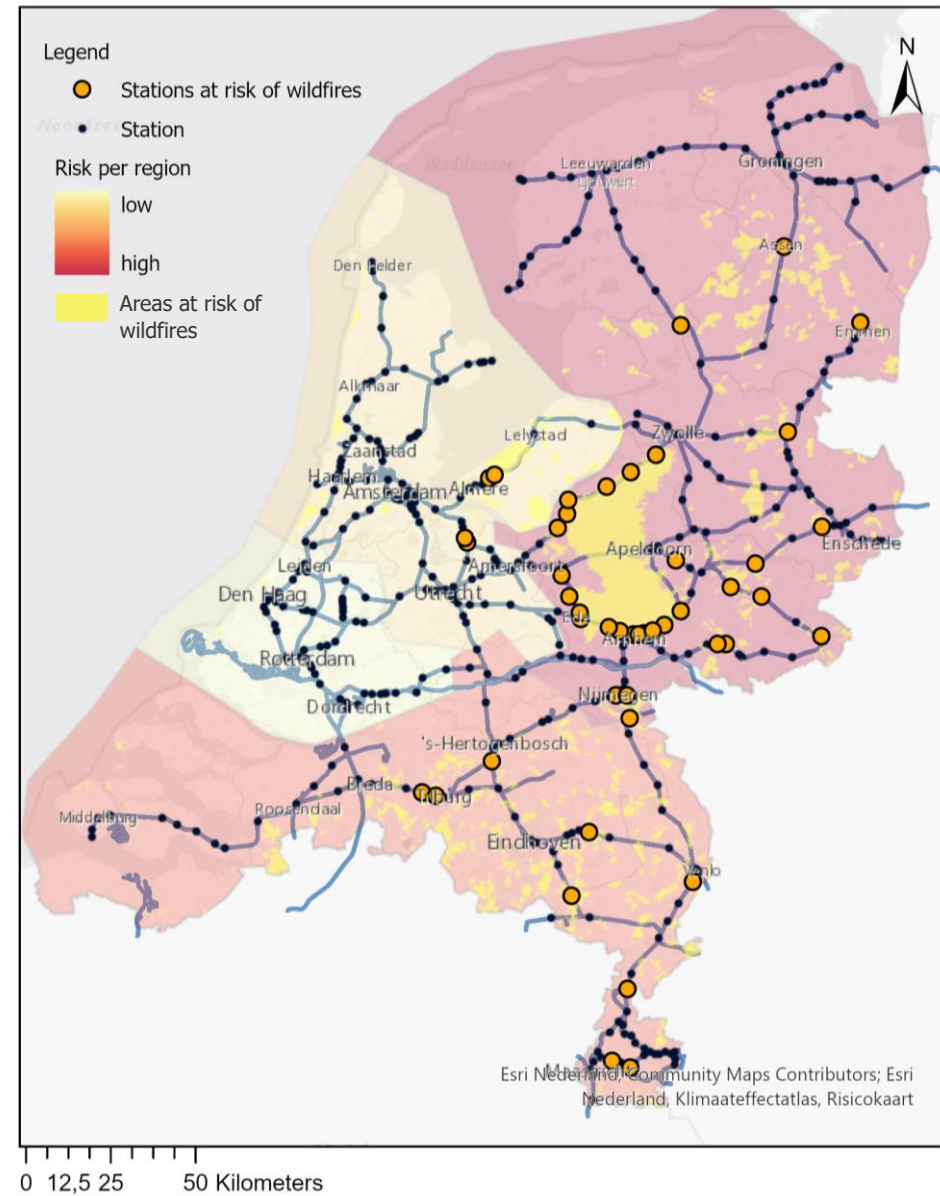 Legend
Stations at risk of wildfires
Station
Risk per region
low
high
Areas at risk of
wildfires
N
Noordzee
Waddenzee
Leeuwarden
Ljouwert
Groningen
Assen
Den Helder
Emmen
Alkmaar
Lelystad
Zwolle
Zaanstad
Haarlem
Amsterdam
Almere
Enschede
Apeldoorn
Leiden
Amersfoort
Den Haag
Utrecht
Ede
Arnhem
Rotterdam
Nijmegen
Dordrecht
's-Hertogenbosch
Breda
Tilburg
Roosendaal
Middelburg
Eindhoven
Venlo
Esri Nederland, Community Maps Contributors; Esri
Nederland, Klimaateffectatlas, Risicokaart
0 12,5 25 50 Kilometers